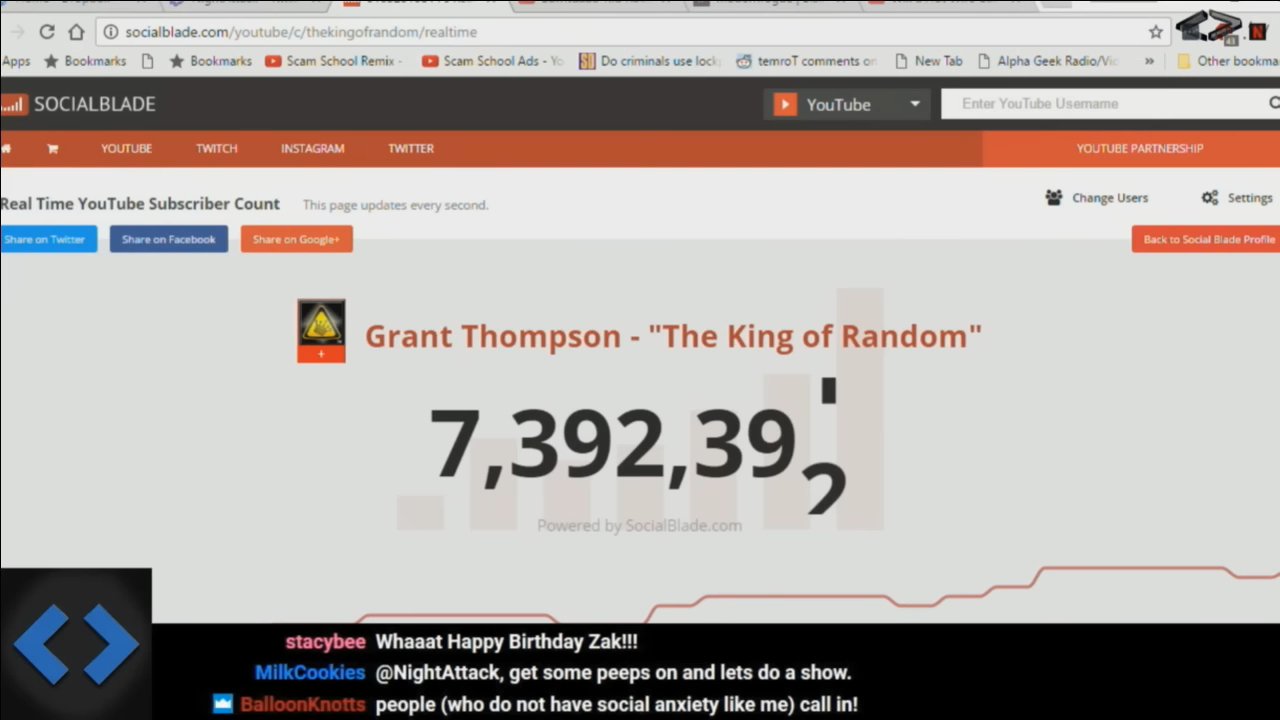 socialblade.com/youtube/c/thekingofrandom/realtime
Apps Bookmarks Bookmarks Scam School Remix - Scam School Ads - Yo Do criminals use lock temroT comments on New Tab Alpha Geek Radio/Vid » Other bookma
SOCIALBLADE YouTube Enter YouTube Username
YOUTUBE TWITCH INSTAGRAM TWITTER YOUTUBE PARTNERSHIP
Real Time YouTube Subscriber Count This page updates every second. Change Users Settings
Share on Twitter Share on Facebook Share on Google+ Back to Social Blade Profile
+
Grant Thompson - "The King of Random"
7,392,392
Powered by SocialBlade.com
stacybee Whaaat Happy Birthday Zak!!!
MilkCookies @NightAttack, get some peeps on and lets do a show.
BalloonKnotts people (who do not have social anxiety like me) call in!